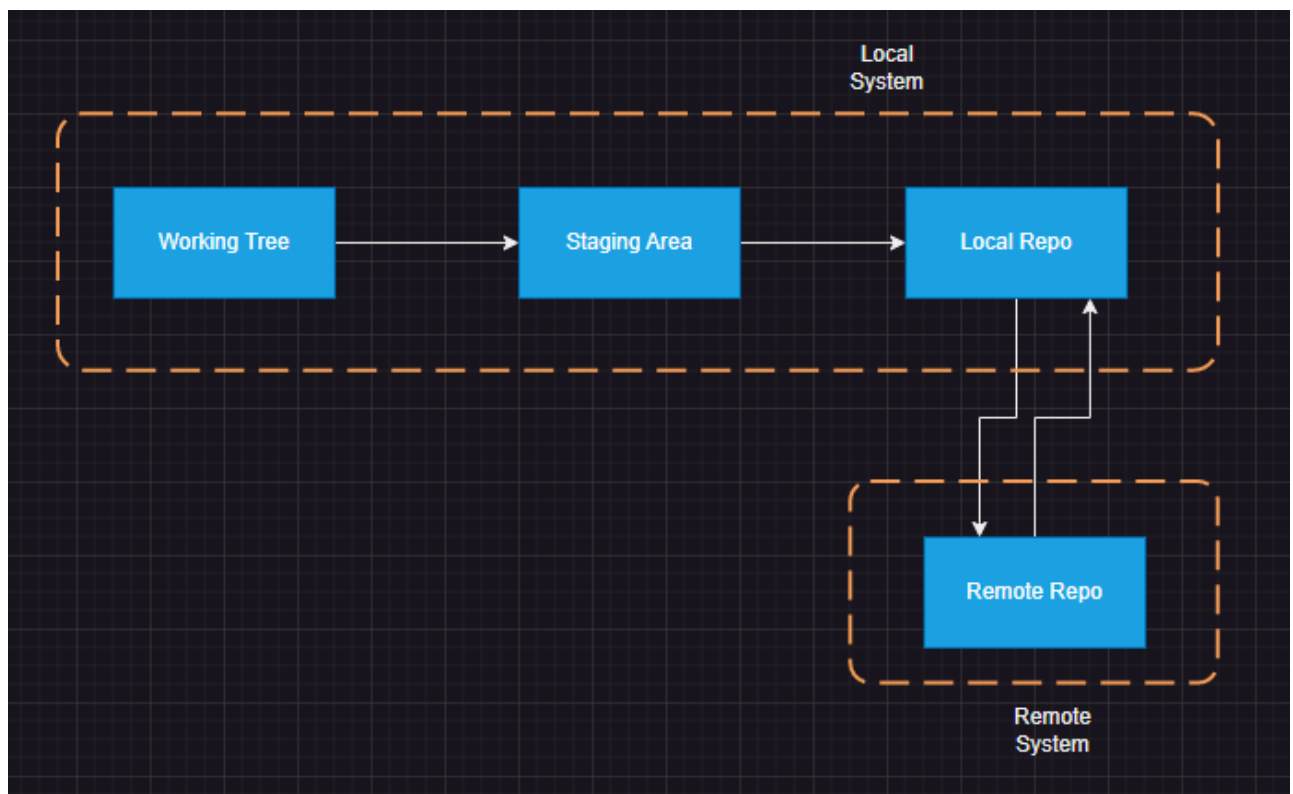 Local
System
Working Tree
Staging Area
Local Repo
Remote Repo
Remote
System